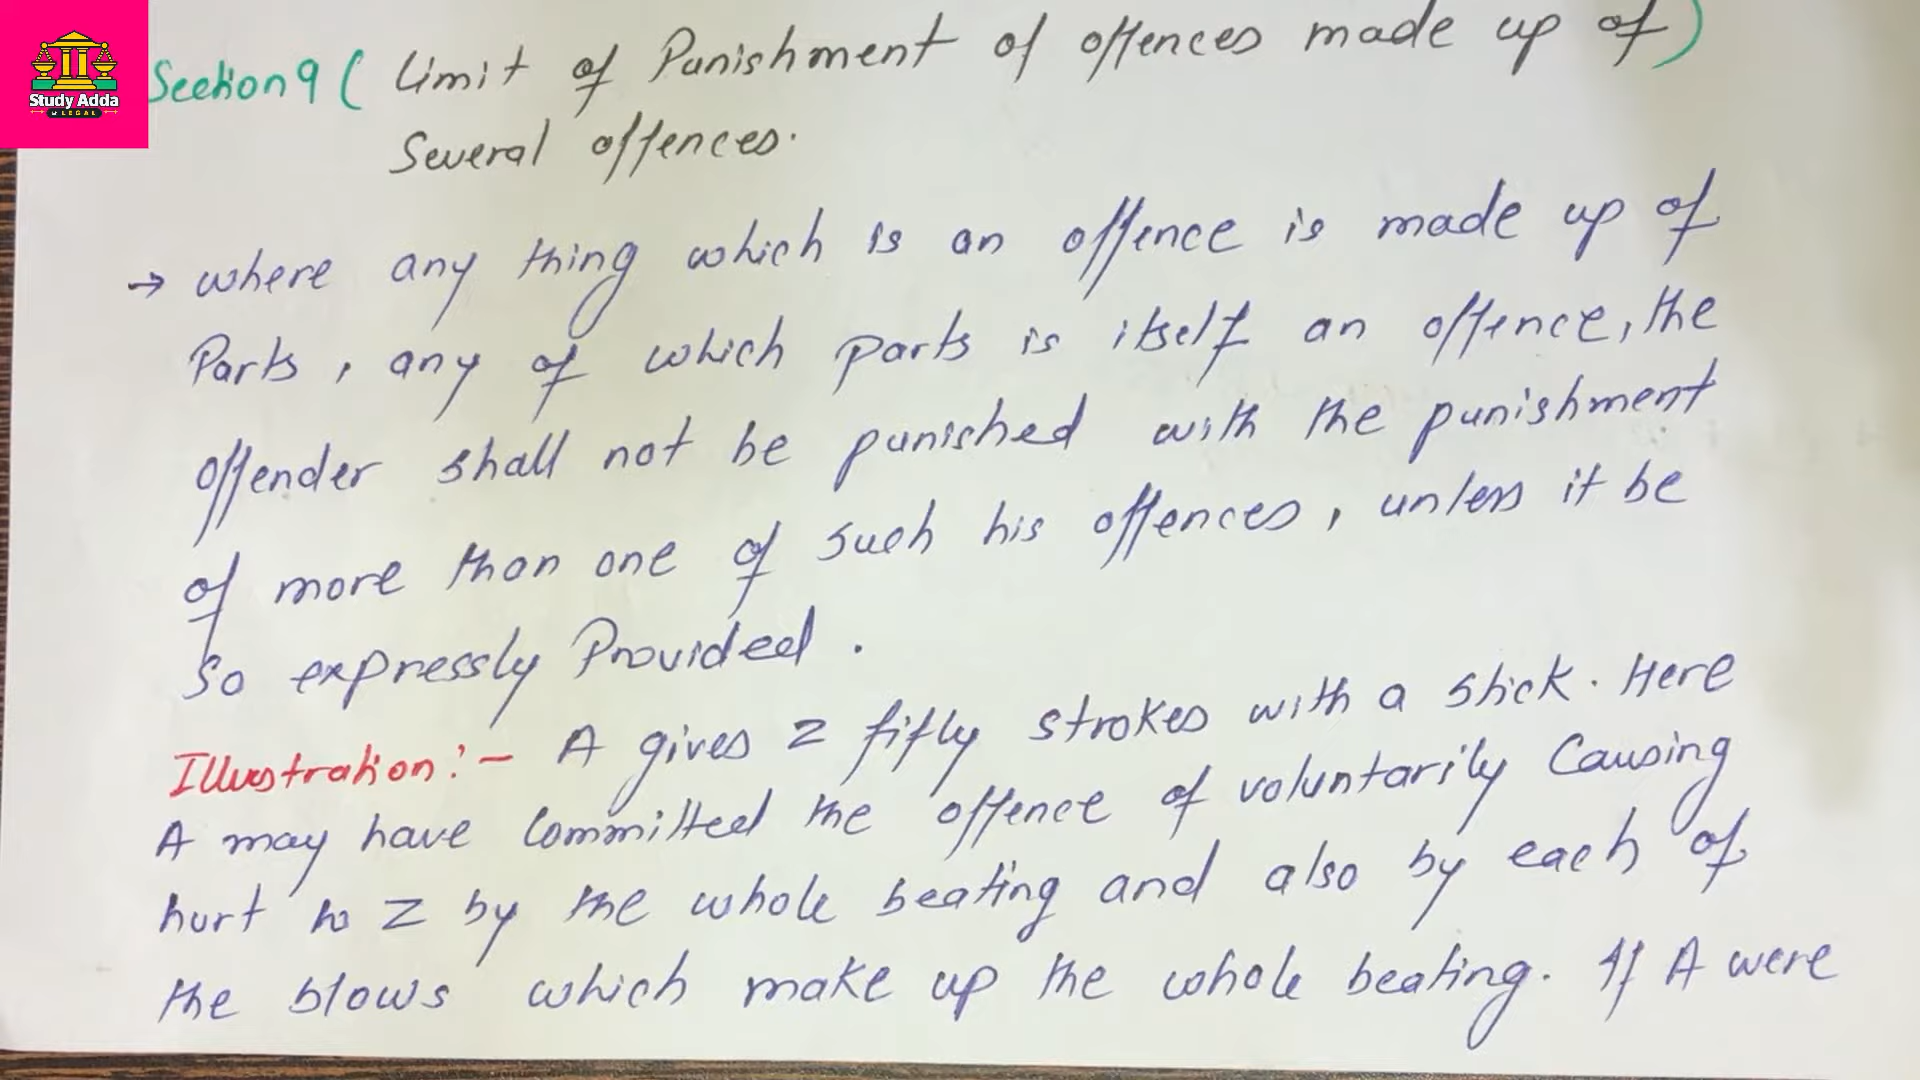 Study Adda
LEGAL
Section 9 ( Limit of Punishment of offences made up of )
Several offences.
→ where any thing which is an offence is made up of
Parts, any of which parts is itself an offence, the
offender shall not be punished with the punishment
of more than one of such his offences, unless it be
So expressly Provided.
Illustration :- A gives Z fifty strokes with a stick. Here
A may have Committed the offence of voluntarily Causing
hurt to Z by the whole beating and also by each of
the blows which make up the whole beating. If A were